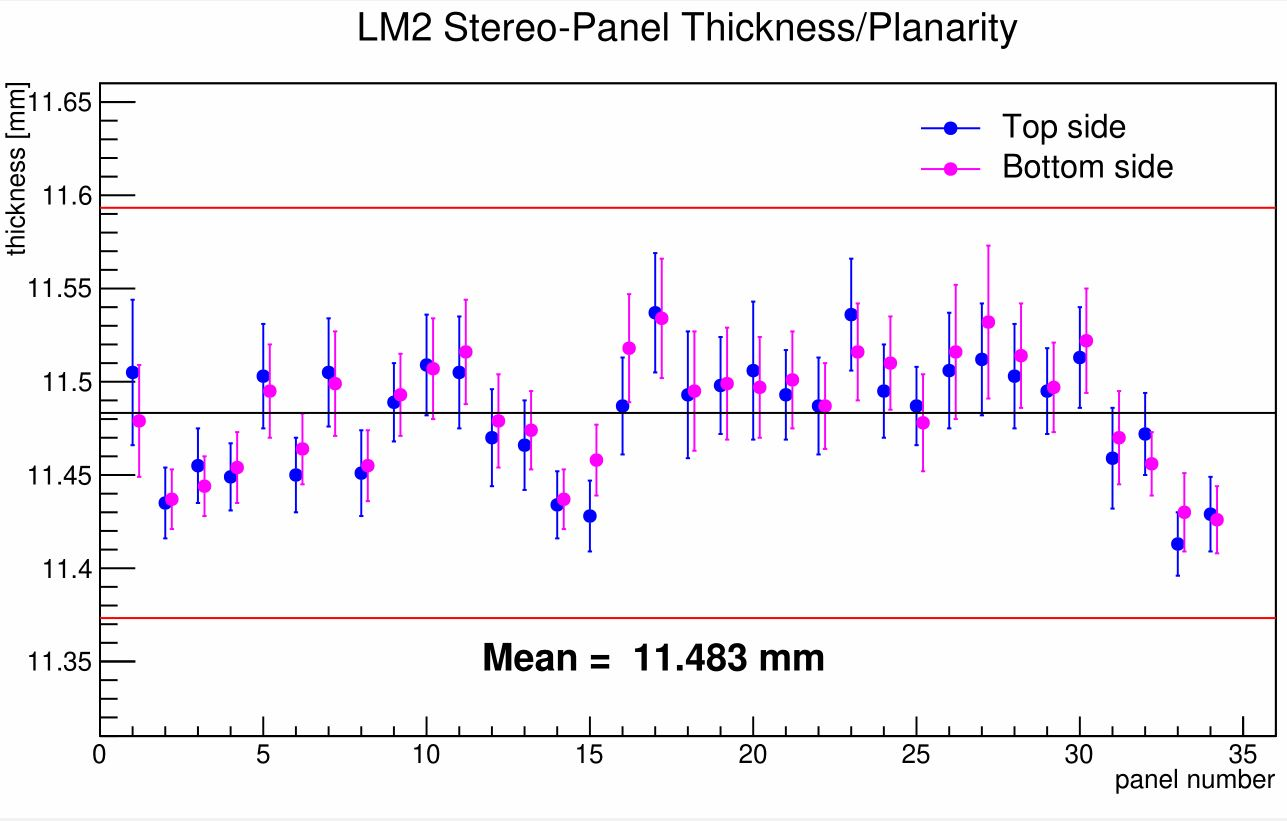 LM2 Stereo-Panel Thickness/Planarity
thickness [mm]
11.65
11.6
11.55
11.5
11.45
11.4
11.35
Top side
Bottom side
Mean = 11.483 mm
0 5 10 15 20 25 30 35
panel number